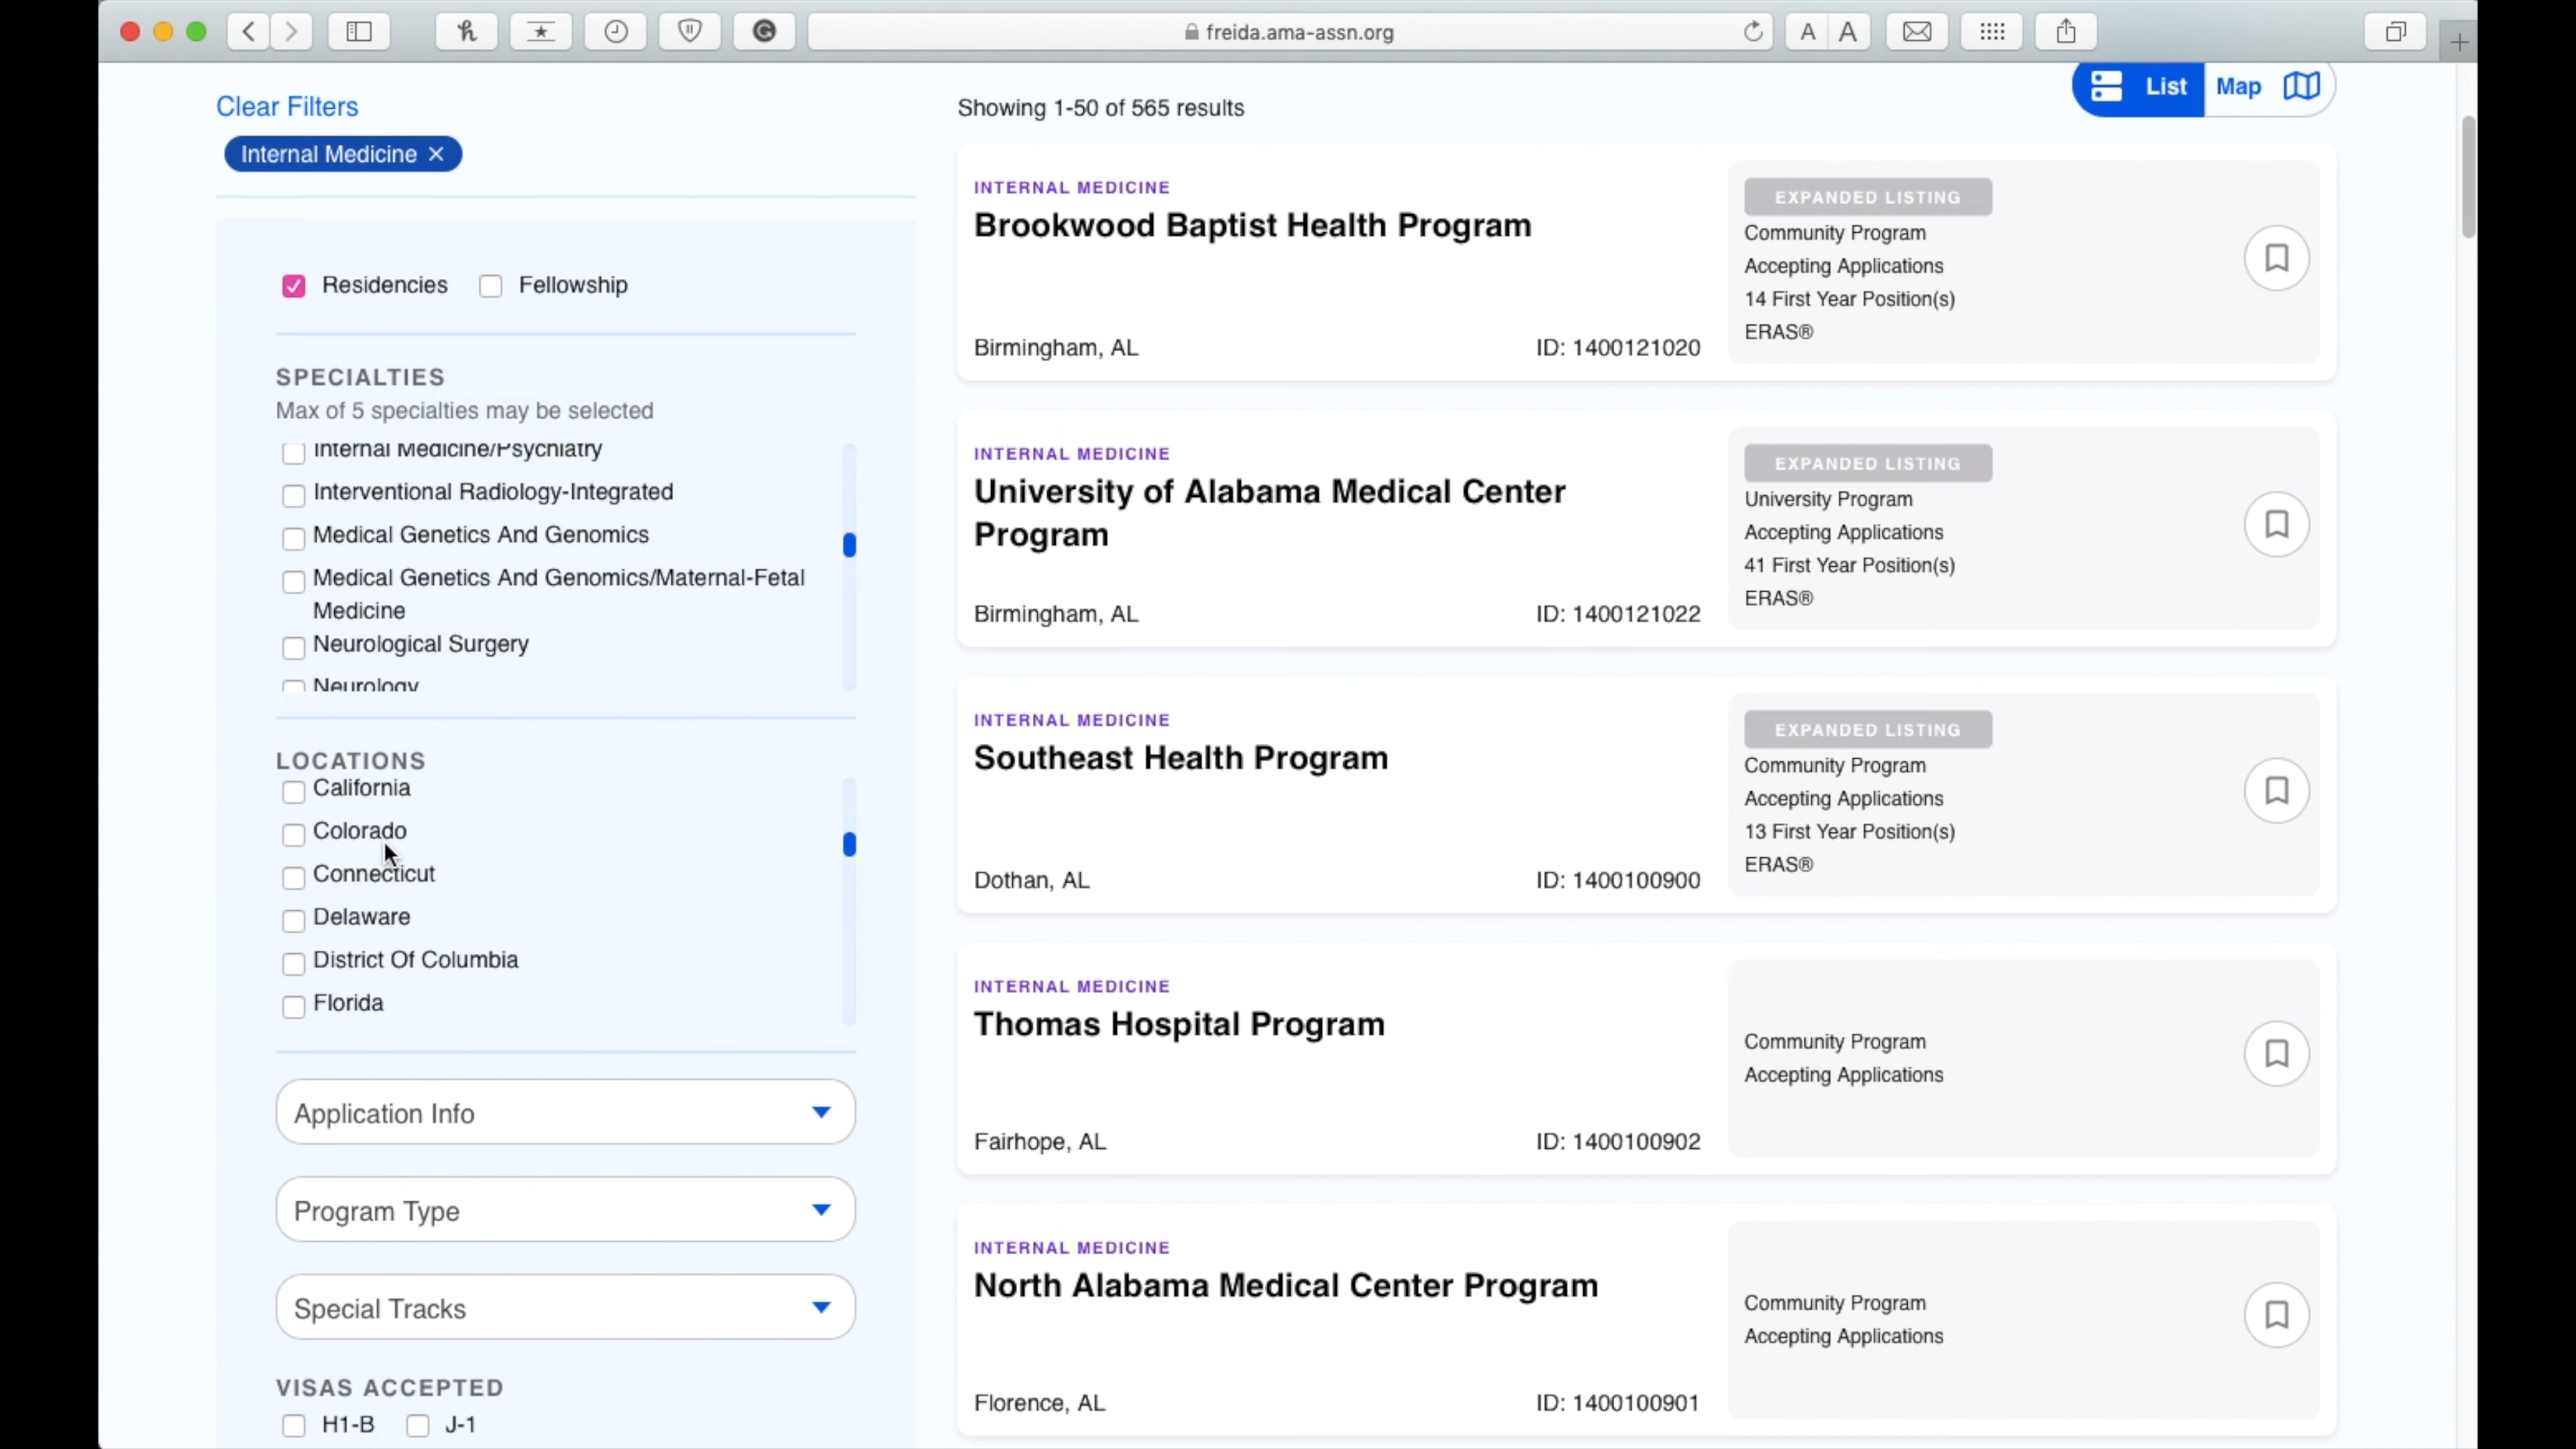 freida.ama-assn.org
A A
Clear Filters
Internal Medicine ×
Residencies Fellowship
SPECIALTIES
Max of 5 specialties may be selected
Internal Medicine/Psychiatry
Interventional Radiology-Integrated
Medical Genetics And Genomics
Medical Genetics And Genomics/Maternal-Fetal
Medicine
Neurological Surgery
Neurology
LOCATIONS
California
Colorado
Connecticut
Delaware
District Of Columbia
Florida
Application Info
Program Type
Special Tracks
VISAS ACCEPTED
H1-B J-1
Showing 1-50 of 565 results
List Map
INTERNAL MEDICINE
Brookwood Baptist Health Program
Birmingham, AL ID: 1400121020
EXPANDED LISTING
Community Program
Accepting Applications
14 First Year Position(s)
ERAS®
INTERNAL MEDICINE
University of Alabama Medical Center
Program
Birmingham, AL ID: 1400121022
EXPANDED LISTING
University Program
Accepting Applications
41 First Year Position(s)
ERAS®
INTERNAL MEDICINE
Southeast Health Program
Dothan, AL ID: 1400100900
EXPANDED LISTING
Community Program
Accepting Applications
13 First Year Position(s)
ERAS®
INTERNAL MEDICINE
Thomas Hospital Program
Fairhope, AL ID: 1400100902
Community Program
Accepting Applications
INTERNAL MEDICINE
North Alabama Medical Center Program
Florence, AL ID: 1400100901
Community Program
Accepting Applications